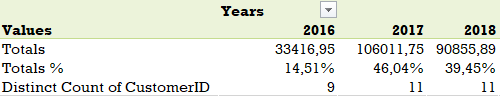 Years
Values 2016 2017 2018
Totals 33416,95 106011,75 90855,89
Totals % 14,51% 46,04% 39,45%
Distinct Count of CustomerID 9 11 11